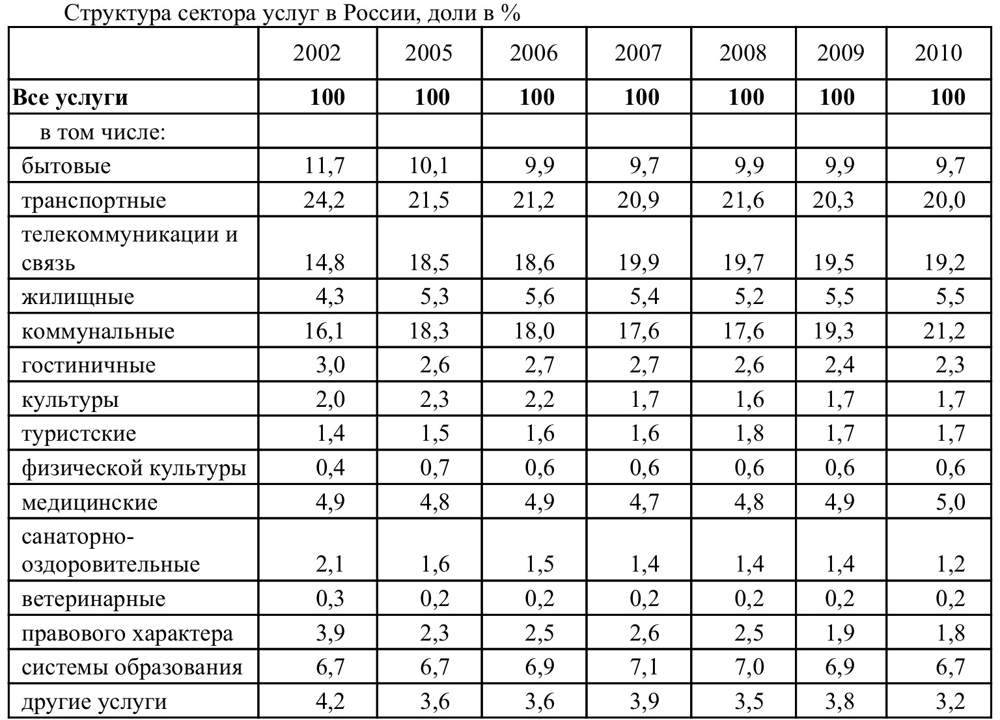 Структура сектора услуг в России, доли в %
2002 2005 2006 2007 2008 2009 2010
Все услуги 100 100 100 100 100 100 100
в том числе:
бытовые 11,7 10,1 9,9 9,7 9,9 9,9 9,7
транспортные 24,2 21,5 21,2 20,9 21,6 20,3 20,0
телекоммуникации и
связь 14,8 18,5 18,6 19,9 19,7 19,5 19,2
жилищные 4,3 5,3 5,6 5,4 5,2 5,5 5,5
коммунальные 16,1 18,3 18,0 17,6 17,6 19,3 21,2
гостиничные 3,0 2,6 2,7 2,7 2,6 2,4 2,3
культуры 2,0 2,3 2,2 1,7 1,6 1,7 1,7
туристские 1,4 1,5 1,6 1,6 1,8 1,7 1,7
физической культуры 0,4 0,7 0,6 0,6 0,6 0,6 0,6
медицинские 4,9 4,8 4,9 4,7 4,8 4,9 5,0
санаторно-
оздоровительные 2,1 1,6 1,5 1,4 1,4 1,4 1,2
ветеринарные 0,3 0,2 0,2 0,2 0,2 0,2 0,2
правового характера 3,9 2,3 2,5 2,6 2,5 1,9 1,8
системы образования 6,7 6,7 6,9 7,1 7,0 6,9 6,7
другие услуги 4,2 3,6 3,6 3,9 3,5 3,8 3,2